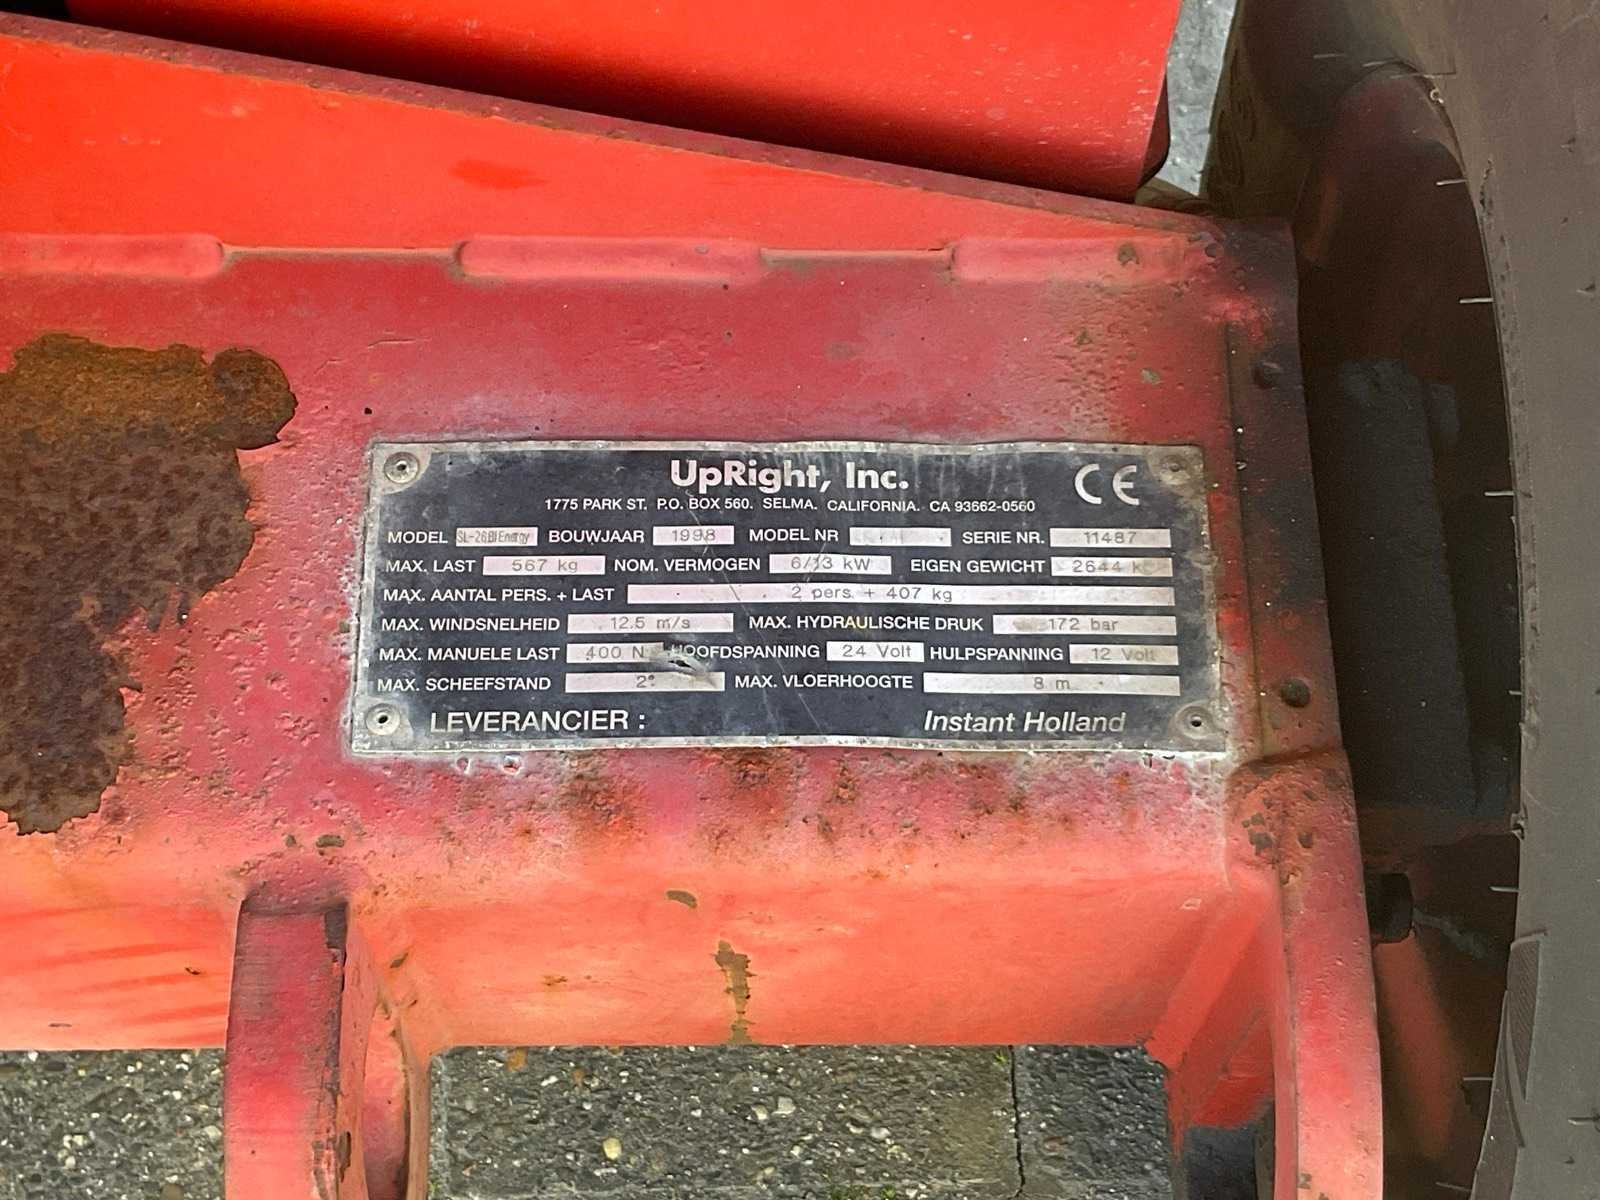 UpRight, Inc.
CE
1775 PARK ST. P.O. BOX 560. SELMA. CALIFORNIA. CA 93662-0560
MODEL SL-26BIEnergy BOUWJAAR 1998 MODEL NR SERIE NR. 11487
MAX. LAST 567 kg NOM. VERMOGEN 6/13 kW EIGEN GEWICHT 2644 k
MAX. AANTAL PERS. + LAST 2 pers. + 407 kg
MAX. WINDSNELHEID 12.5 m/s MAX. HYDRAULISCHE DRUK 172 bar
MAX. MANUELE LAST 400 N HOOFDSPANNING 24 Volt HULPSPANNING 12 Volt
MAX. SCHEEFSTAND 2° MAX. VLOERHOOGTE 8 m
LEVERANCIER : Instant Holland